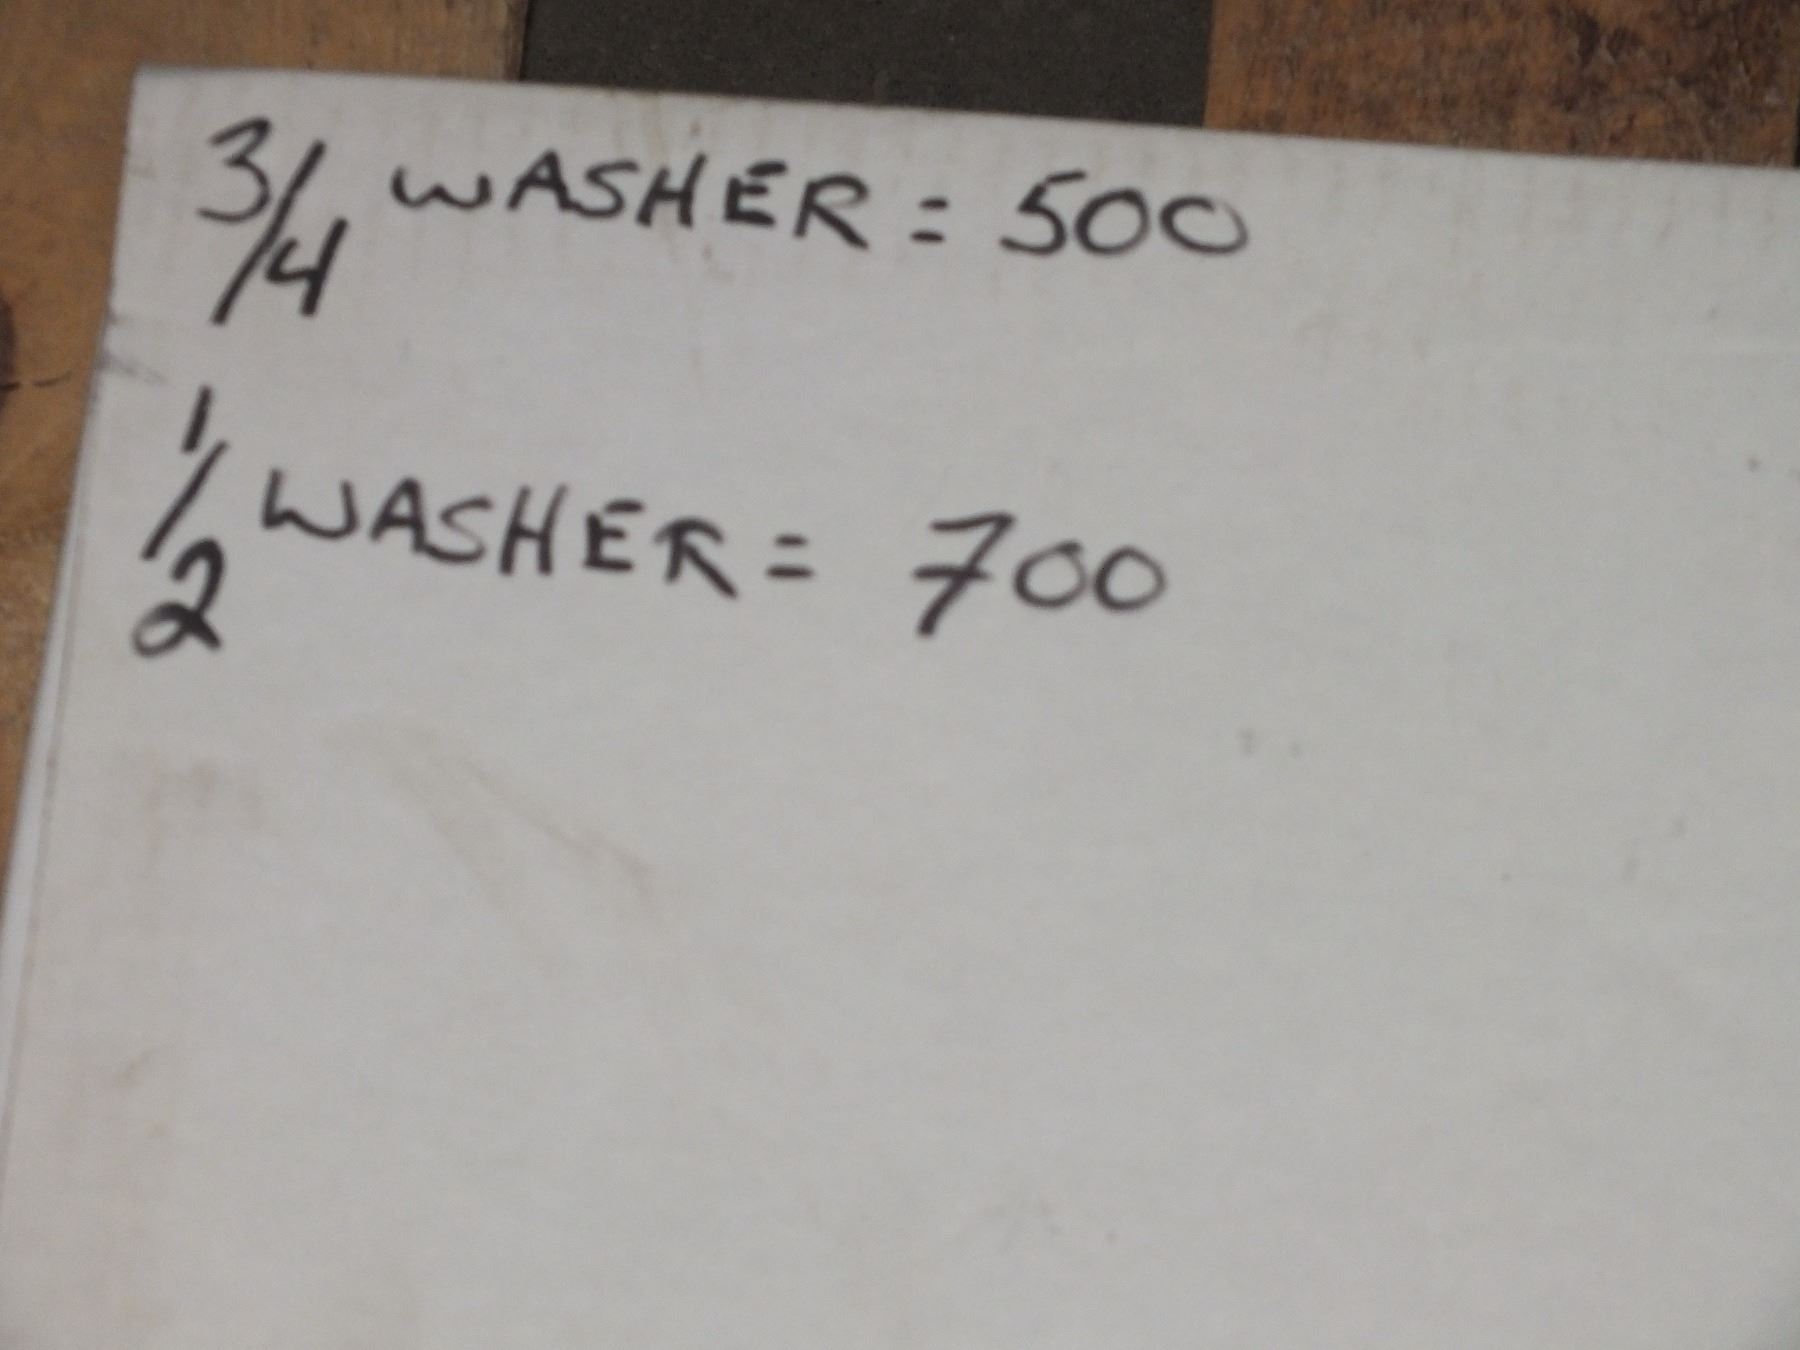 3/4 WASHER = 500
1/2 WASHER = 700